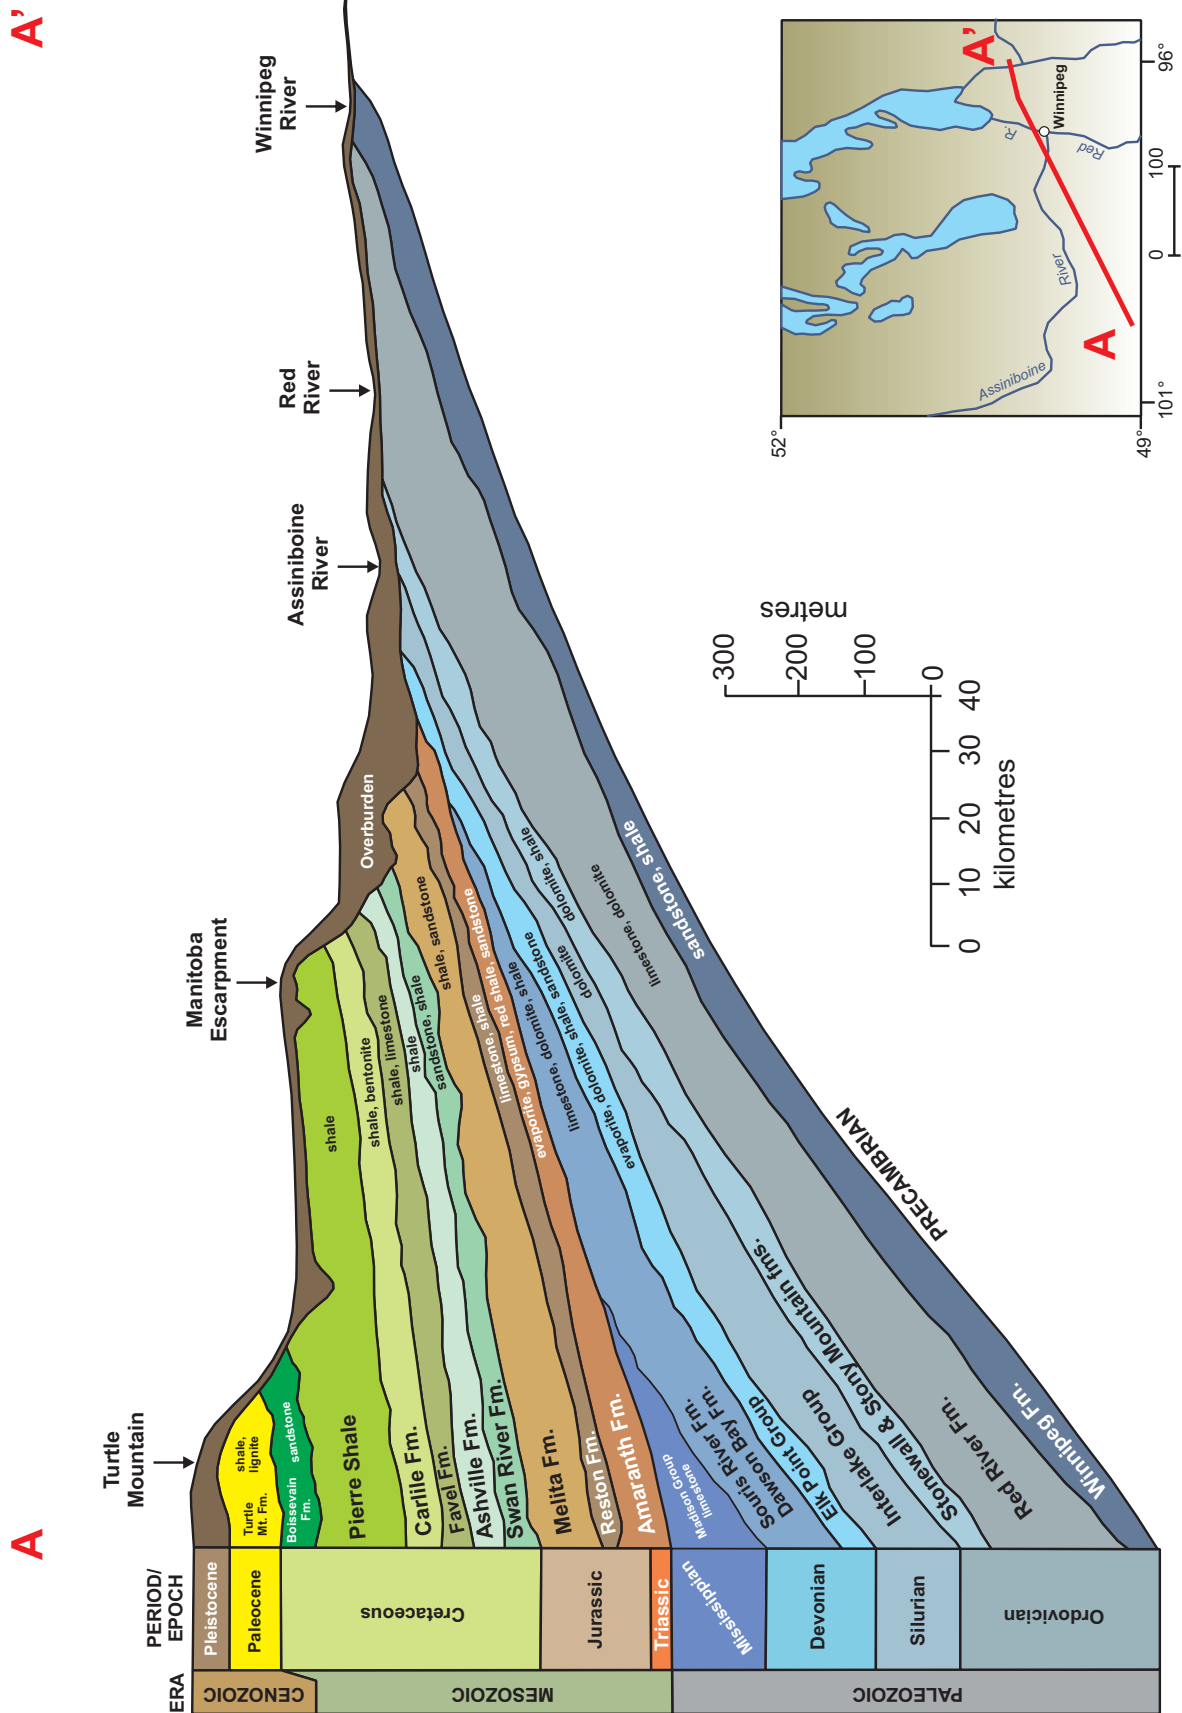 A
A'
Turtle
Mountain
Manitoba
Escarpment
Assiniboine
River
Red
River
Winnipeg
River
ERA
PERIOD/
EPOCH
CENOZOIC
MESOZOIC
PALEOZOIC
Pleistocene
Paleocene
Cretaceous
Jurassic
Triassic
Mississippian
Devonian
Silurian
Ordovician
Overburden
Turtle
Mt. Fm.
shale,
lignite
Boissevain
Fm.
sandstone
Pierre Shale
shale
Carlile Fm.
shale, bentonite
Favel Fm.
shale, limestone
Ashville Fm.
shale
Swan River Fm.
sandstone, shale
Melita Fm.
shale, sandstone
Reston Fm.
limestone, shale
Amaranth Fm.
evaporite, gypsum, red shale, sandstone
Madison Group
limestone
Souris River Fm.
Dawson Bay Fm.
limestone, dolomite, shale
Elk Point Group
evaporite, dolomite, shale, sandstone
Interlake Group
dolomite
Stonewall & Stony Mountain fms.
dolomite, shale
Red River Fm.
limestone, dolomite
Winnipeg Fm.
sandstone, shale
PRECAMBRIAN
300
200
100
0
metres
0
10
20
30
40
kilometres
52°
49°
101°
96°
0
100
A
A'
Assiniboine
River
Red
R.
Winnipeg